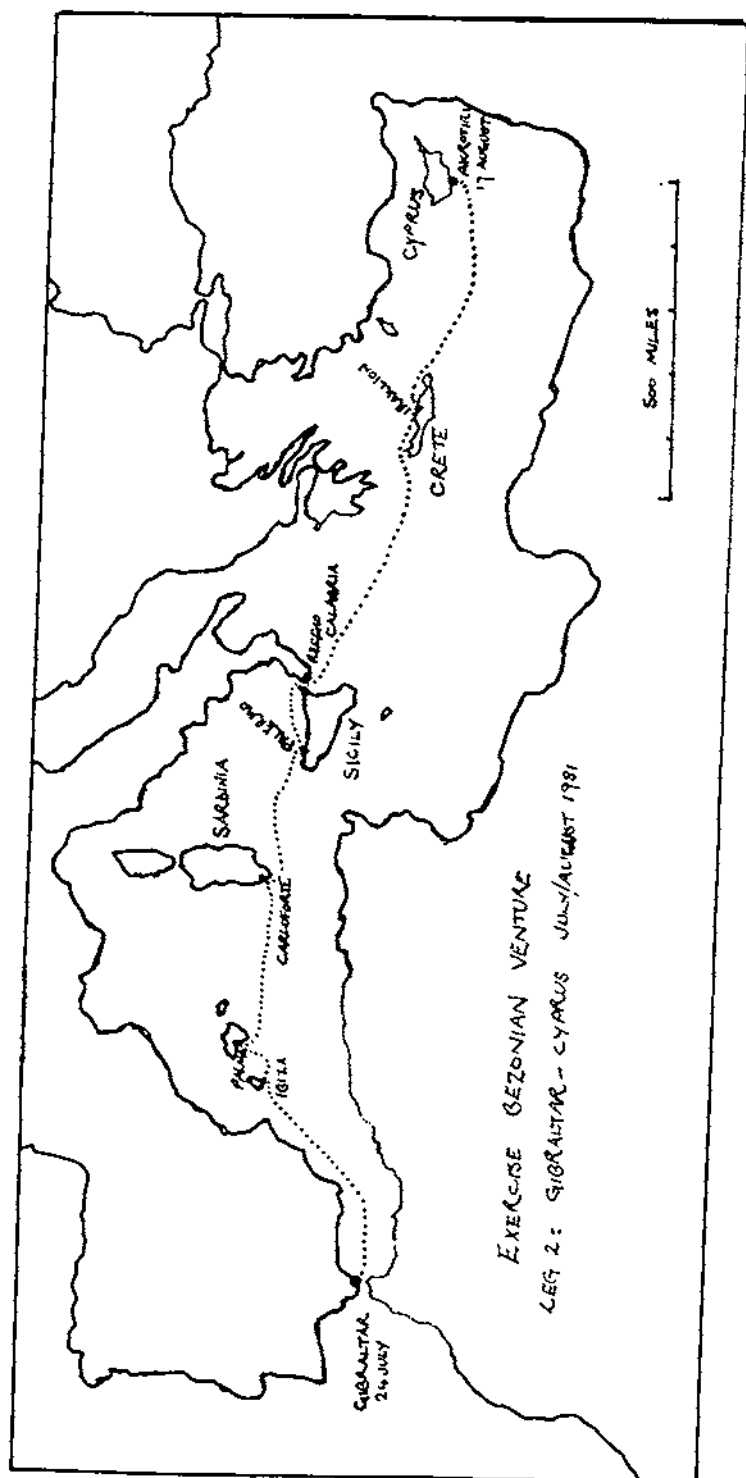 EXERCISE BEZONIAN VENTURE
LEG 2: GIBRALTAR - CYPRUS JULY/AUGUST 1981
GIBRALTAR
24 JULY
IBIZA
PALMA
CARLOFORTE
SARDINIA
PALERMO
SICILY
REGGIO
CALABRIA
CRETE
IRAKLION
CYPRUS
AKROTIRI
17 AUGUST
500 MILES